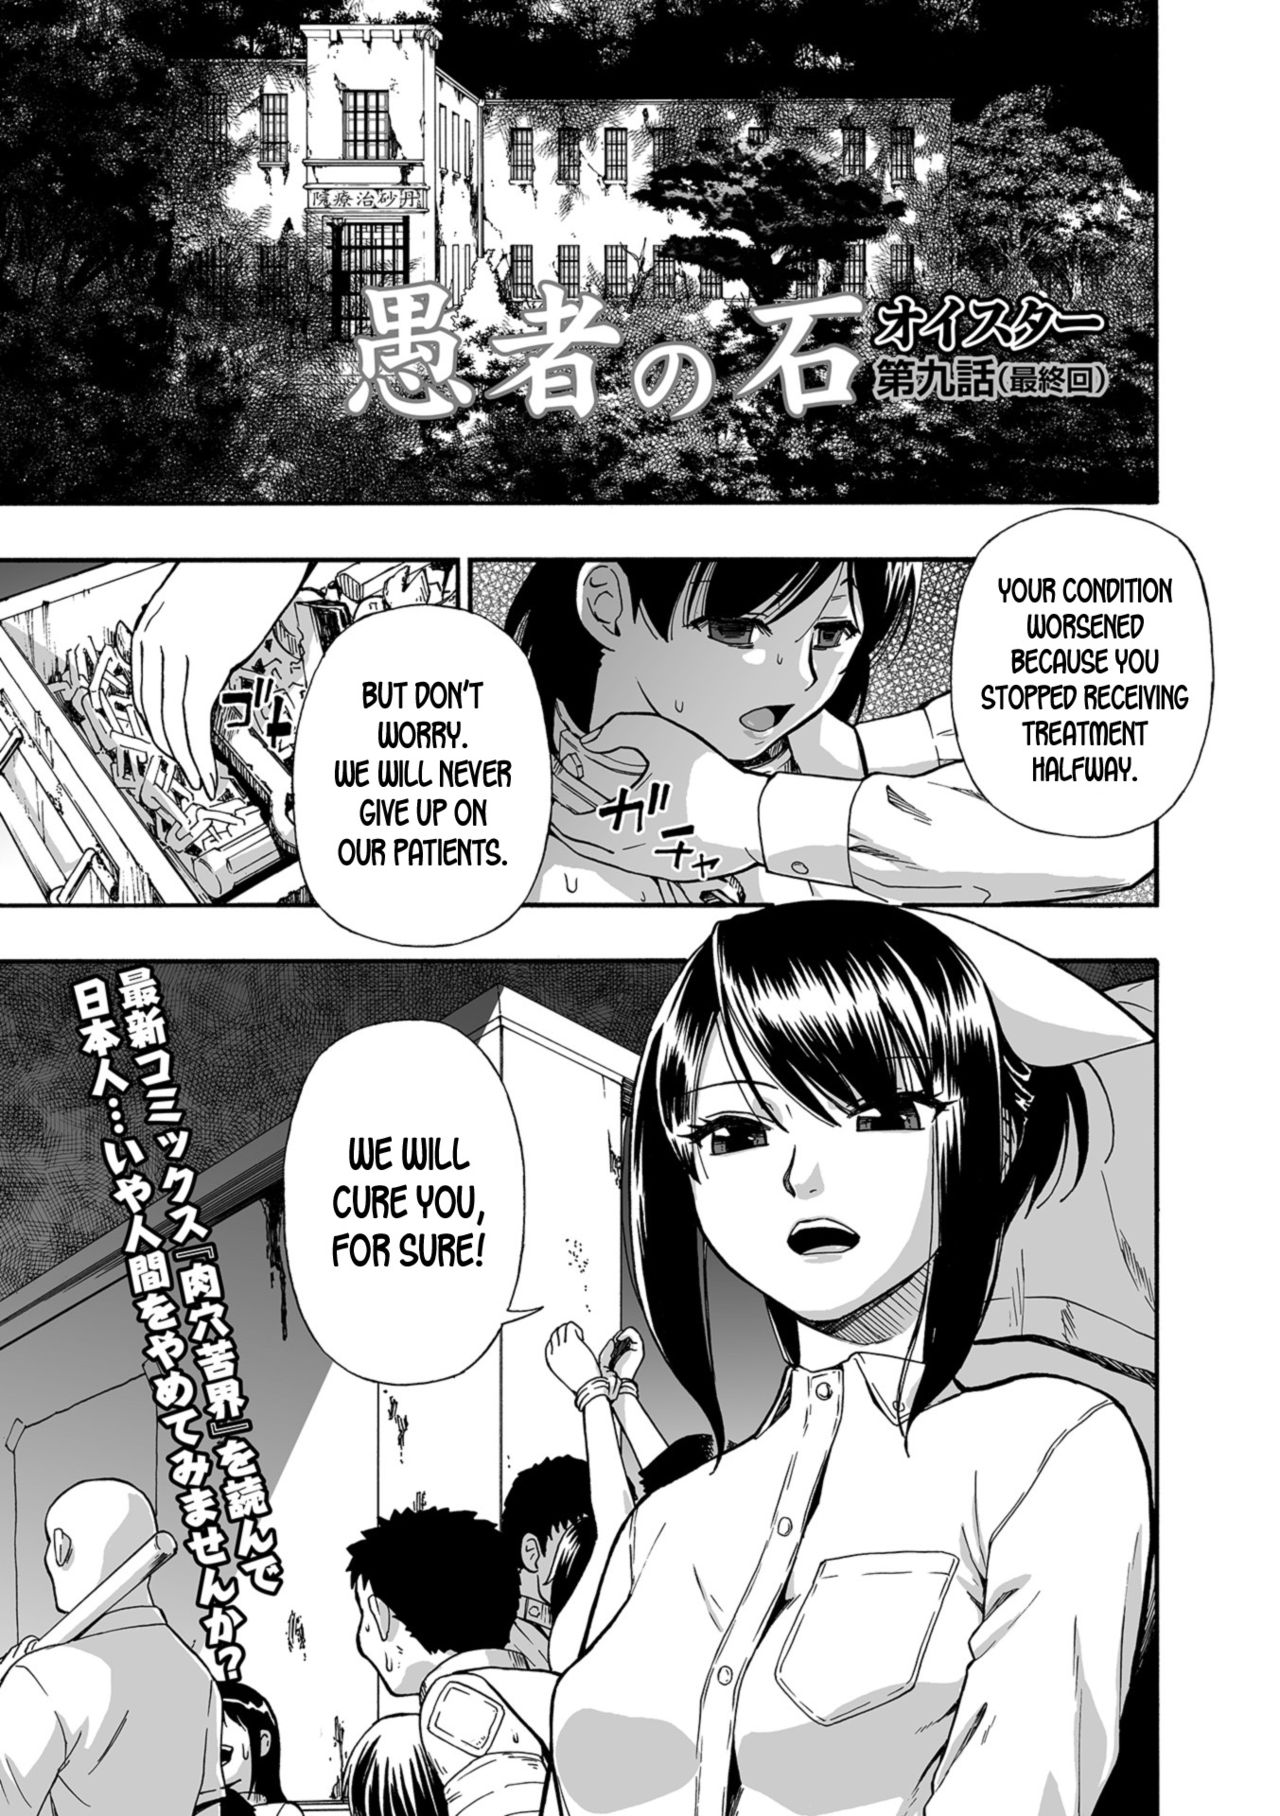 院療治砂丹
愚者の石
オイスター
第九話(最終回)
YOUR CONDITION
WORSENED
BECAUSE YOU
STOPPED RECEIVING
TREATMENT
HALFWAY.
ガチャ
BUT DON'T
WORRY.
WE WILL NEVER
GIVE UP ON
OUR PATIENTS.
ゴソ
最新コミックス『肉穴苦界』を読んで
日本人…いや人間をやめてみませんか?
WE WILL
CURE YOU,
FOR SURE!